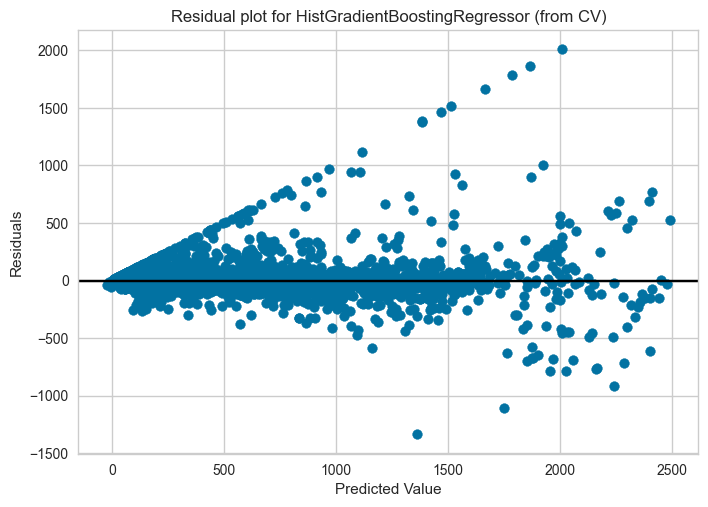 Residual plot for HistGradientBoostingRegressor (from CV)
2000
1500
1000
500
0
−500
−1000
−1500
Residuals
0 500 1000 1500 2000 2500
Predicted Value